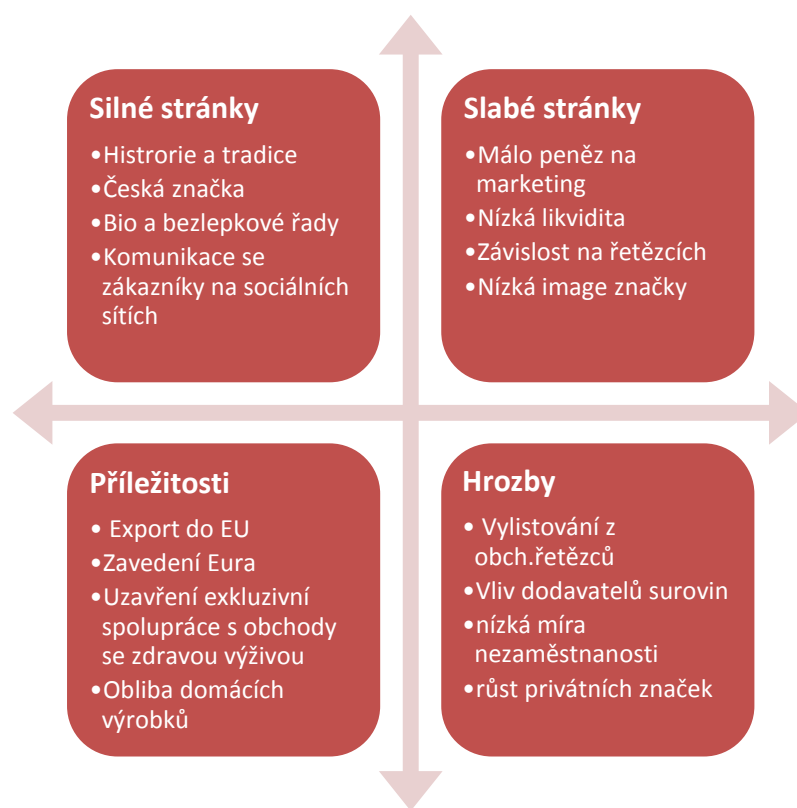 Silné stránky
•Histrorie a tradice
•Česká značka
•Bio a bezlepkové řady
•Komunikace se
zákazníky na sociálních
sítích
Slabé stránky
•Málo peněz na
marketing
•Nízká likvidita
•Závislost na řetězcích
•Nízká image značky
Příležitosti
• Export do EU
•Zavedení Eura
•Uzavření exkluzivní
spolupráce s obchody
se zdravou výživou
•Obliba domácích
výrobků
Hrozby
• Vylistování z
obch.řetězců
•Vliv dodavatelů surovin
•nízká míra
nezaměstnanosti
•růst privátních značek